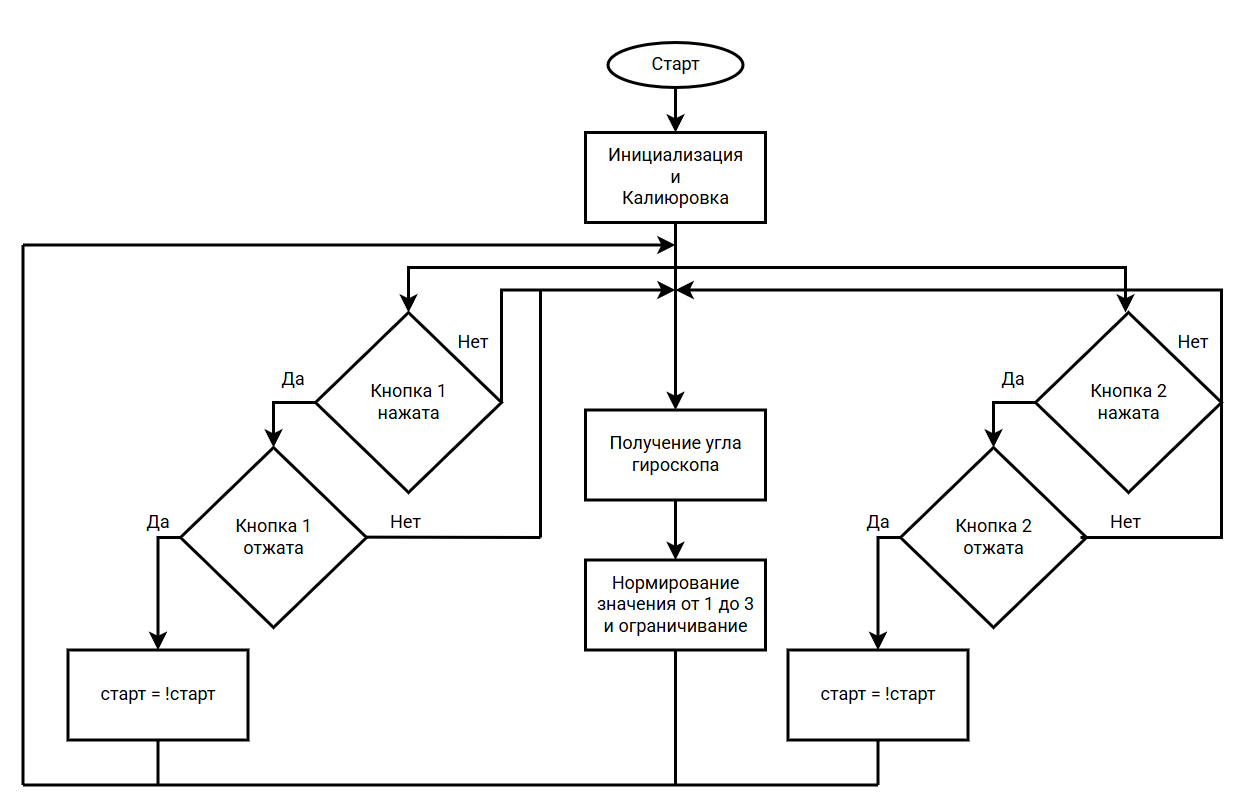 Старт
Инициализация
и
Калиюровка
Нет
Нет
Да
Да
Кнопка 1
нажата
Кнопка 2
нажата
Получение угла
гироскопа
Да
Кнопка 1
отжата
Нет
Да
Кнопка 2
отжата
Нет
Нормирование
значения от 1 до 3
и ограничивание
старт = !старт
старт = !старт